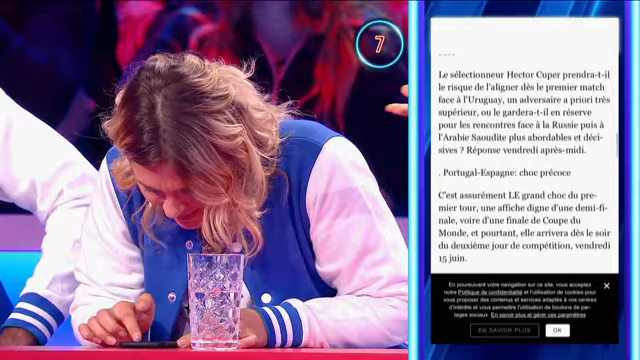 7
Le sélectionneur Hector Cuper prendra-t-il
le risque de l'aligner dès le premier match
face à l'Uruguay, un adversaire a priori très
supérieur, ou le gardera-t-il en réserve
pour les rencontres face à la Russie puis à
l'Arabie Saoudite plus abordables et déci-
sives ? Réponse vendredi après-midi.
. Portugal-Espagne: choc précoce
C'est assurément LE grand choc du pre-
mier tour, une affiche digne d'une demi-fi-
nale, voire d'une finale de Coupe du
Monde, et pourtant, elle arrivera dès le soir
du deuxième jour de compétition, vendredi
15 juin.
En poursuivant votre navigation sur ce site, vous acceptez
notre Politique de confidentialité et l'utilisation de cookies pour
vous proposer des contenus et services adaptés à vos centres
d'intérêts et vous permettre l'utilisation de boutons de par-
tages sociaux. En savoir plus et gérer ces paramètres
EN SAVOIR PLUS
OK